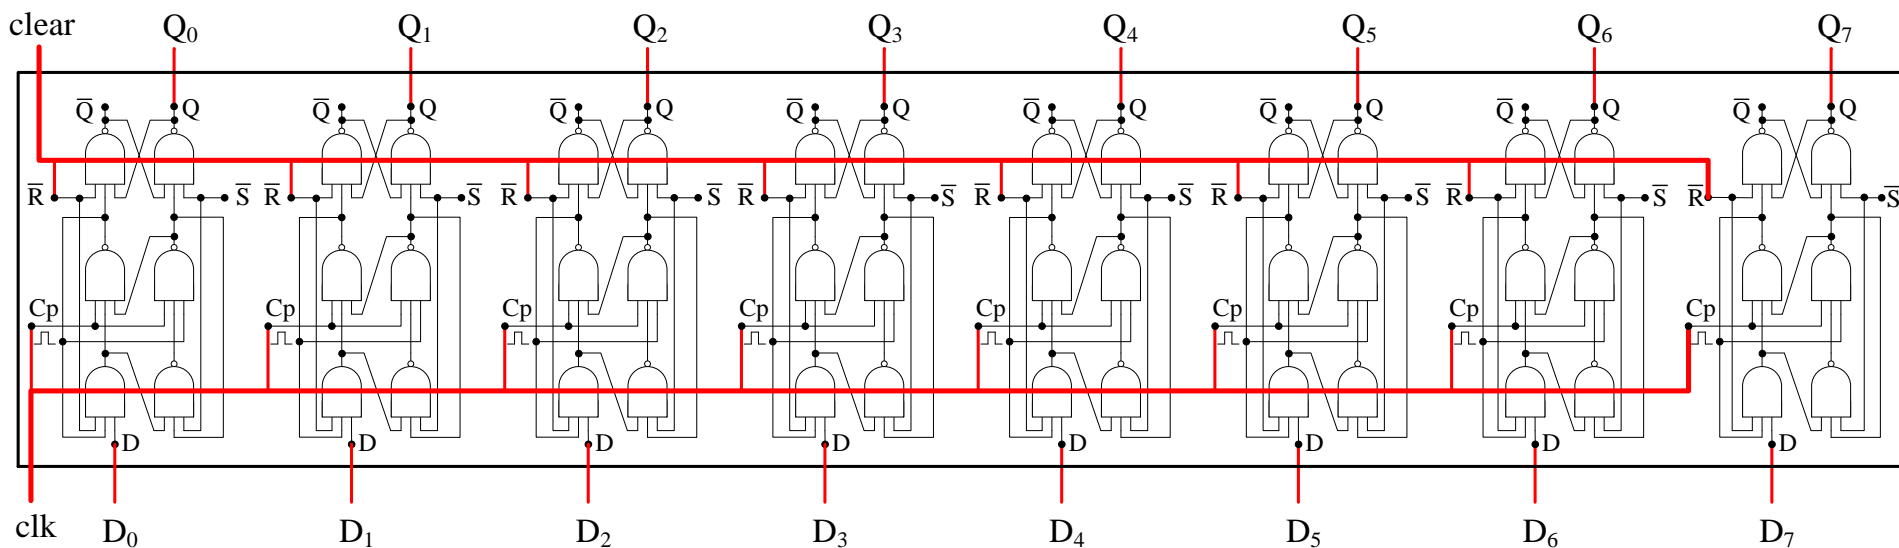 clear Q₀ Q₁ Q₂ Q₃ Q₄ Q₅ Q₆ Q₇
Q̅ Q Q̅ Q Q̅ Q Q̅ Q Q̅ Q Q̅ Q Q̅ Q Q̅ Q
R̅ S̅ R̅ S̅ R̅ S̅ R̅ S̅ R̅ S̅ R̅ S̅ R̅ S̅ R̅ S̅
Cp Cp Cp Cp Cp Cp Cp Cp
D D D D D D D D
clk D₀ D₁ D₂ D₃ D₄ D₅ D₆ D₇